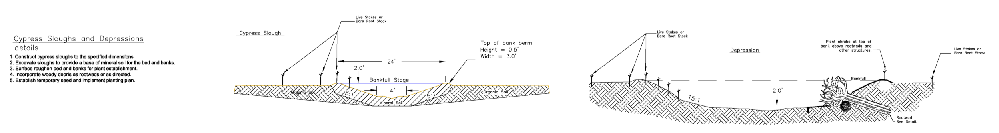 Cypress Sloughs and Depressions
details
1. Construct cypress sloughs to the specified dimensions.
2. Excavate sloughs to provide a base of mineral soil for the bed and banks.
3. Surface roughen bed and banks for plant establishment.
4. Incorporate woody debris as rootwads or as directed.
5. Establish temporary seed and implement planting plan.
Cypress Slough
Live Stakes or
Bare Root Stock
Top of bank berm
Height = 0.5'
Width = 3.0'
24'
2.0'
Bankfull Stage
4'
5:1
5:1
Organic Soil
Organic Soil
Mineral Soil
Live Stakes or
Bare Root Stock
Depression
Plant shrubs at top of
bank above rootwads and
other structures.
Live Stakes or
Bare Root Stock
Bankfull
15:1
2.0'
Rootwad
See Detail.